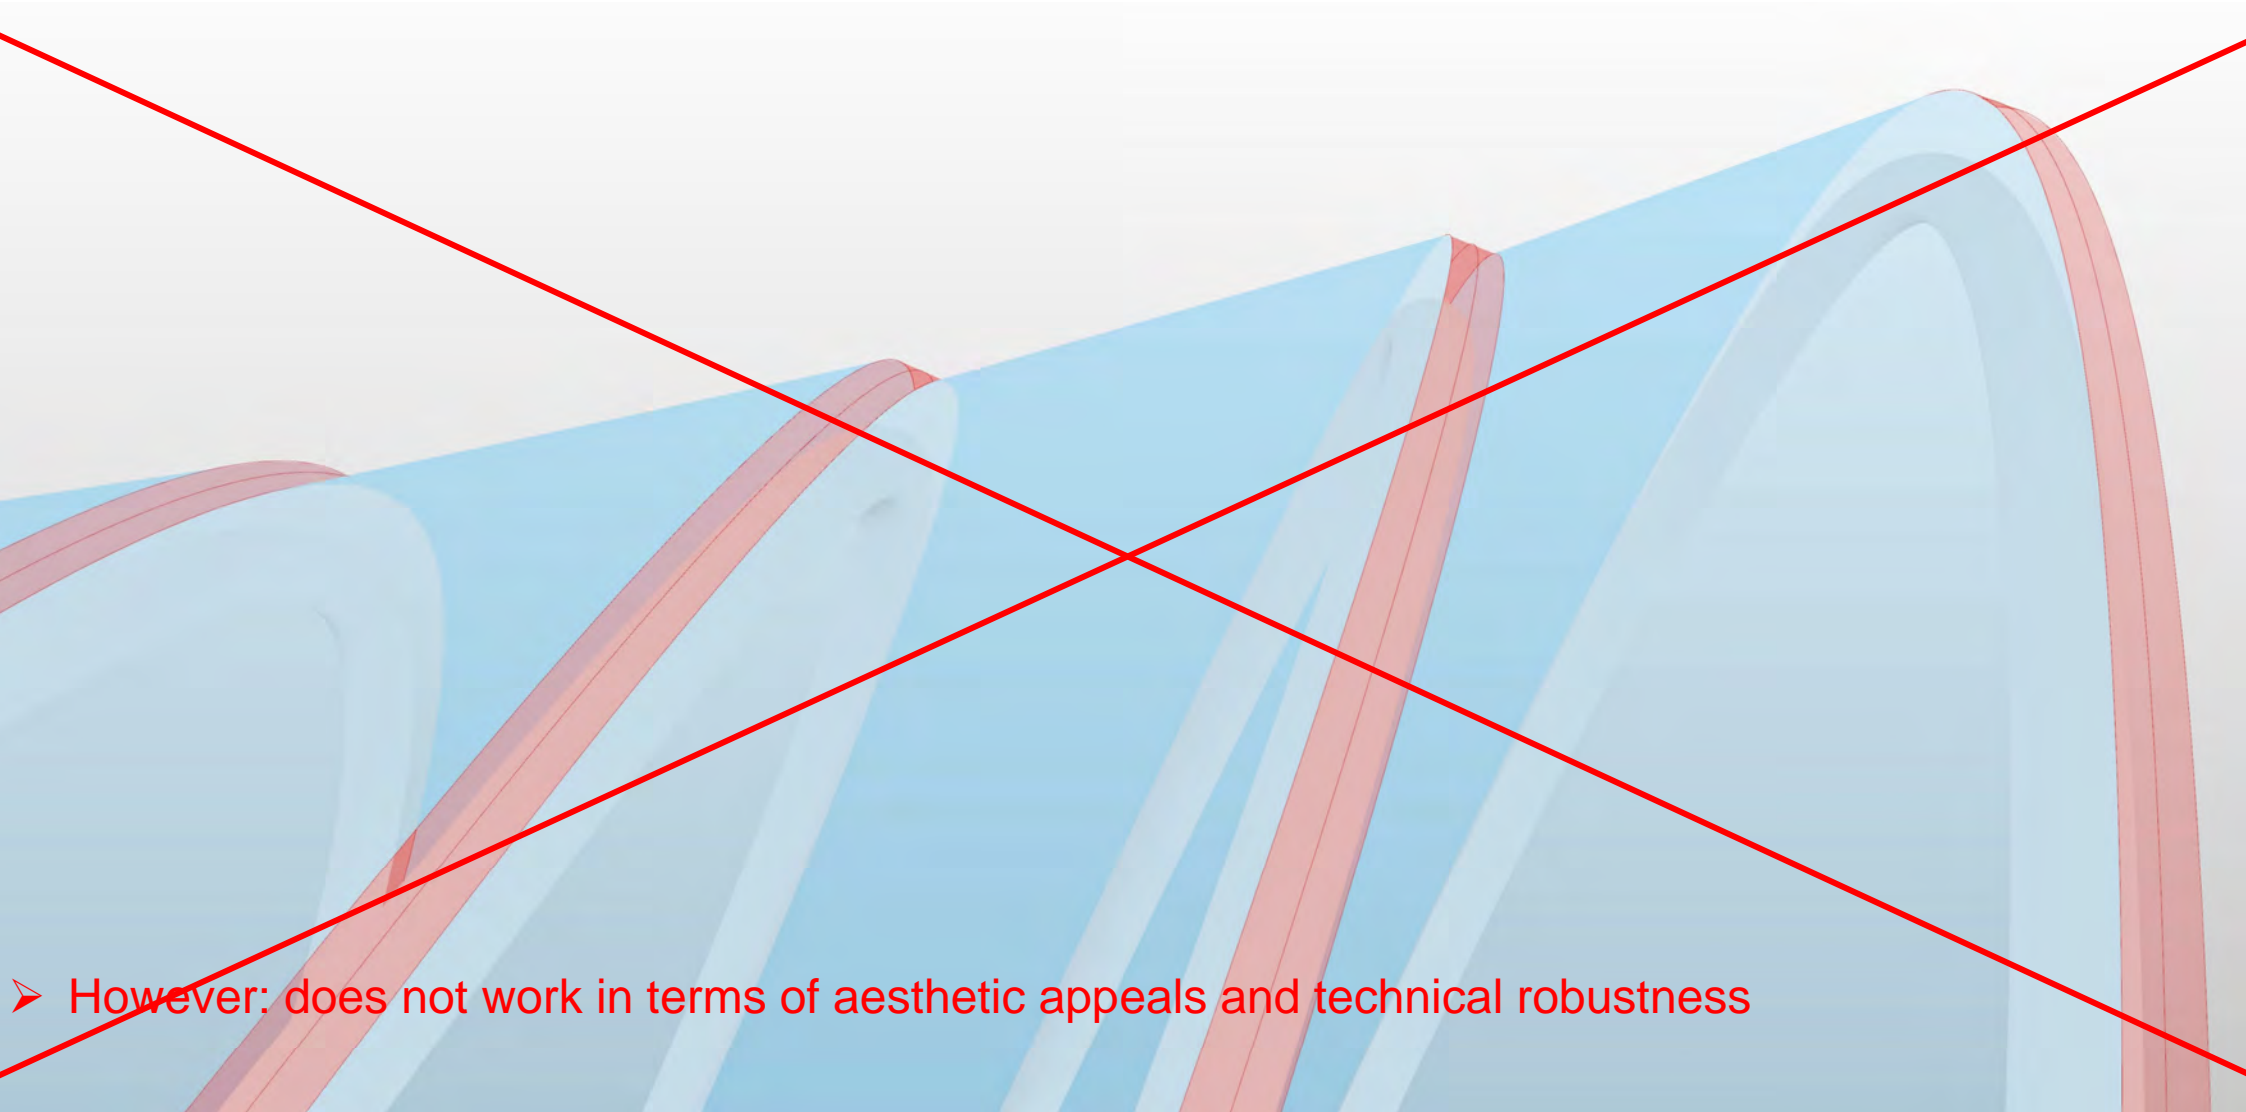 ➢ However: does not work in terms of aesthetic appeals and technical robustness